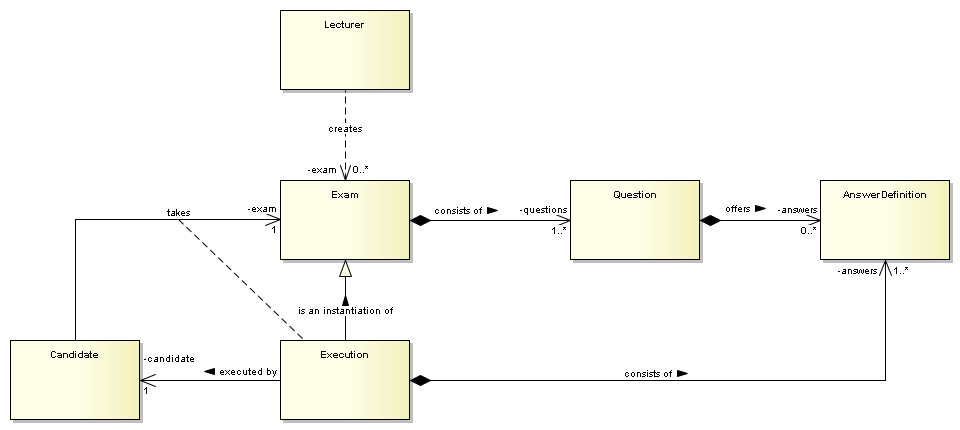 Lecturer
creates
-exam 0..*
Exam
consists of
-questions
1..*
Question
offers
-answers
0..*
AnswerDefinition
takes
-exam
1
-answers 1..*
is an instantiation of
Candidate
-candidate
1
executed by
Execution
consists of